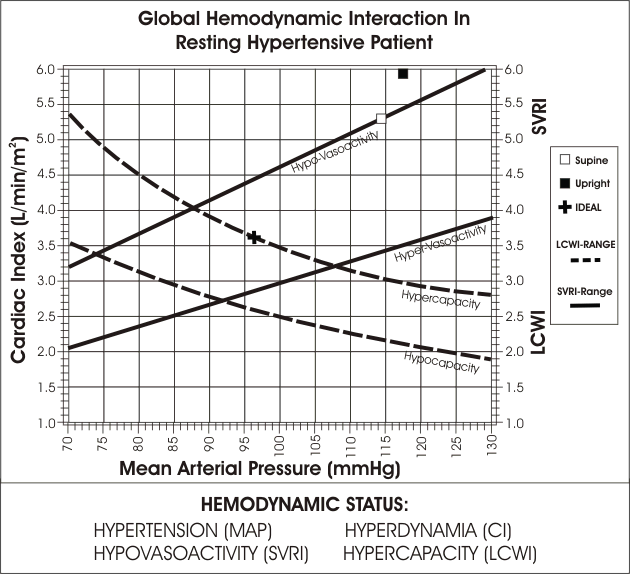 Global Hemodynamic Interaction In
Resting Hypertensive Patient
Cardiac Index (L/min/m²)
6.0
5.5
5.0
4.5
4.0
3.5
3.0
2.5
2.0
1.5
1.0
Hypo-Vasoactivity
Hyper-Vasoactivity
Hypercapacity
Hypocapacity
6.0
5.5
5.0
4.5
4.0
3.5
3.0
2.5
2.0
1.5
1.0
SVRI
LCWI
Supine
Upright
IDEAL
LCWI-RANGE
SVRI-Range
70 75 80 85 90 95 100 105 110 115 120 125 130
Mean Arterial Pressure (mmHg)
HEMODYNAMIC STATUS:
HYPERTENSION (MAP) HYPERDYNAMIA (CI)
HYPOVASOACTIVITY (SVRI) HYPERCAPACITY (LCWI)